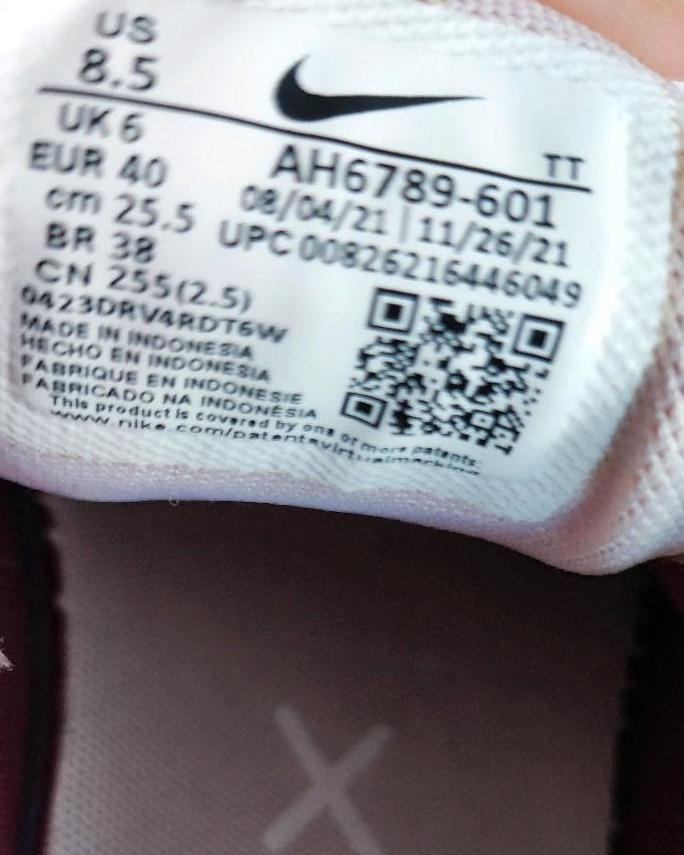 US
8.5
UK 6
EUR 40
cm 25.5
BR 38
CN 255(2.5)
TT
AH6789-601
08/04/21 | 11/26/21
UPC 00826216446049
0423DRV4RDT6W
MADE IN INDONESIA
HECHO EN INDONESIA
FABRIQUE EN INDONESIE
FABRICADO NA INDONÉSIA
This product is covered by one or more patents:
www.nike.com/patentsvirtualmarking
X